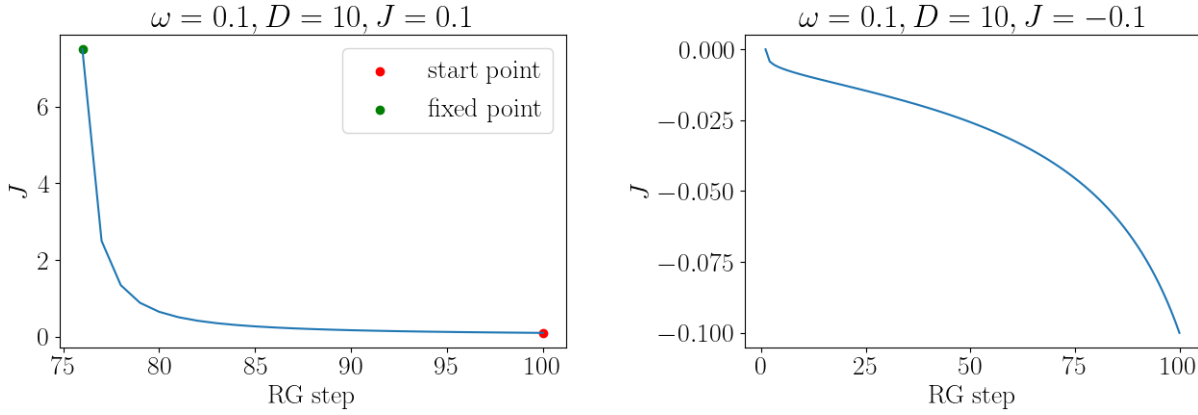 ω = 0.1, D = 10, J = 0.1
6
4
2
0
J
75
80
85
90
95
100
RG step
start point
fixed point
ω = 0.1, D = 10, J = −0.1
0.000
−0.025
−0.050
−0.075
−0.100
J
0
25
50
75
100
RG step